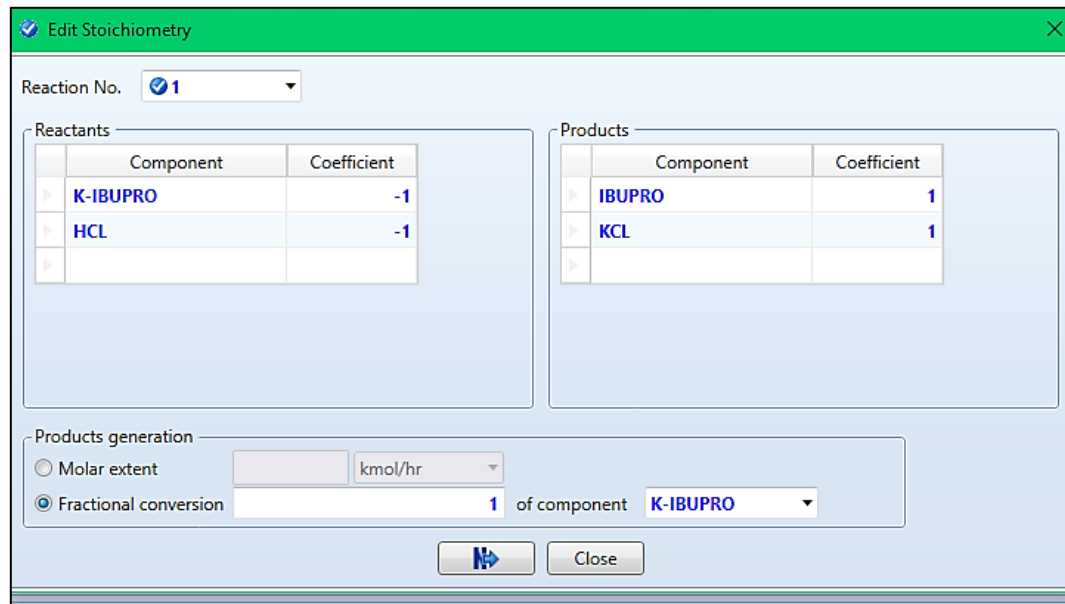 Edit Stoichiometry
Reaction No. 1
Reactants
Component Coefficient
K-IBUPRO -1
HCL -1
Products
Component Coefficient
IBUPRO 1
KCL 1
Products generation
Molar extent kmol/hr
Fractional conversion 1 of component K-IBUPRO
N Close